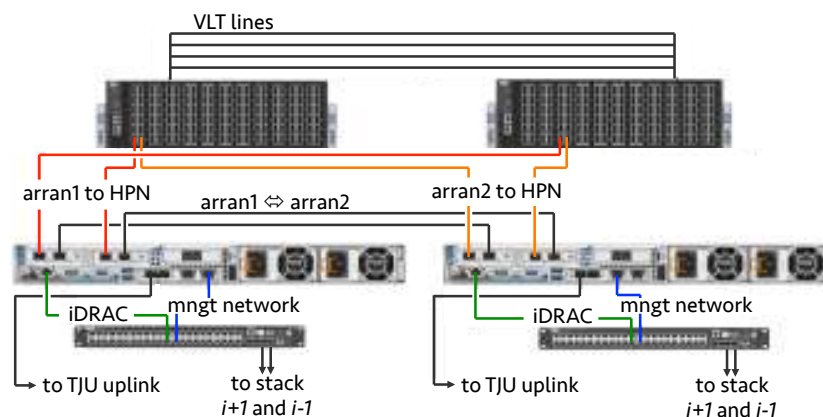 VLT lines
arran1 to HPN
arran2 to HPN
arran1 ⇔ arran2
iDRAC
mngt network
iDRAC
mngt network
to TJU uplink
to stack
i+1 and i-1
to TJU uplink
to stack
i+1 and i-1